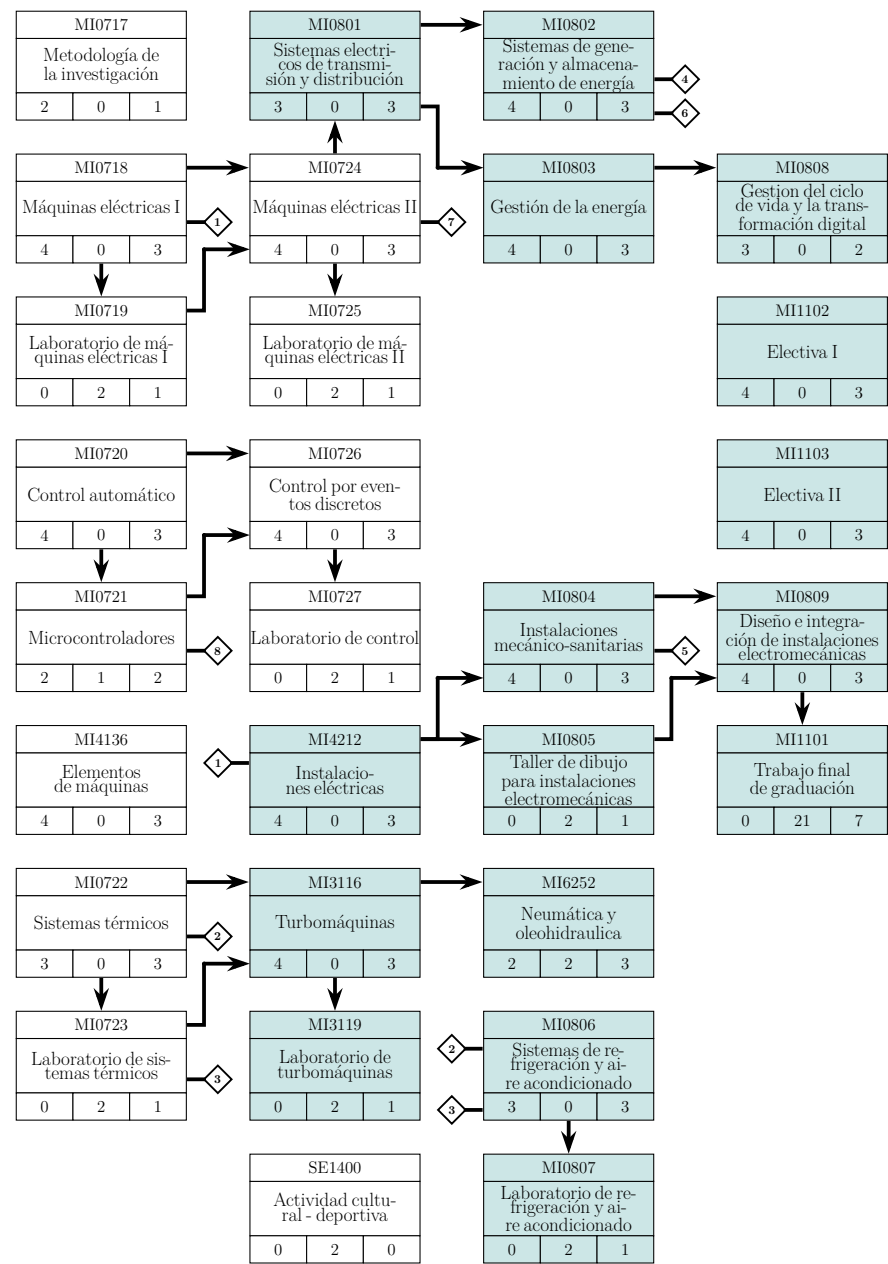 MI0717
Metodología de
la investigación
2 0 1
MI0801
Sistemas electri-
cos de transmi-
sión y distribución
3 0 3
MI0802
Sistemas de gene-
ración y almacena-
miento de energía
4 0 3
4
6
MI0718
Máquinas eléctricas I
4 0 3
1
MI0724
Máquinas eléctricas II
4 0 3
7
MI0803
Gestión de la energía
4 0 3
MI0808
Gestion del ciclo
de vida y la trans-
formación digital
3 0 2
MI0719
Laboratorio de má-
quinas eléctricas I
0 2 1
MI0725
Laboratorio de má-
quinas eléctricas II
0 2 1
MI1102
Electiva I
4 0 3
MI0720
Control automático
4 0 3
MI0726
Control por even-
tos discretos
4 0 3
MI1103
Electiva II
4 0 3
MI0721
Microcontroladores
2 1 2
8
MI0727
Laboratorio de control
0 2 1
MI0804
Instalaciones
mecánico-sanitarias
4 0 3
5
MI0809
Diseño e integra-
ción de instalaciones
electromecánicas
4 0 3
MI4136
Elementos
de máquinas
4 0 3
1
MI4212
Instalacio-
nes eléctricas
4 0 3
MI0805
Taller de dibujo
para instalaciones
electromecánicas
0 2 1
MI1101
Trabajo final
de graduación
0 21 7
MI0722
Sistemas térmicos
3 0 3
2
MI3116
Turbomáquinas
4 0 3
MI6252
Neumática y
oleohidraulica
2 2 3
MI0723
Laboratorio de sis-
temas térmicos
0 2 1
3
MI3119
Laboratorio de
turbomáquinas
0 2 1
2
3
MI0806
Sistemas de re-
frigeración y ai-
re acondicionado
3 0 3
SE1400
Actividad cultu-
ral - deportiva
0 2 0
MI0807
Laboratorio de re-
frigeración y ai-
re acondicionado
0 2 1